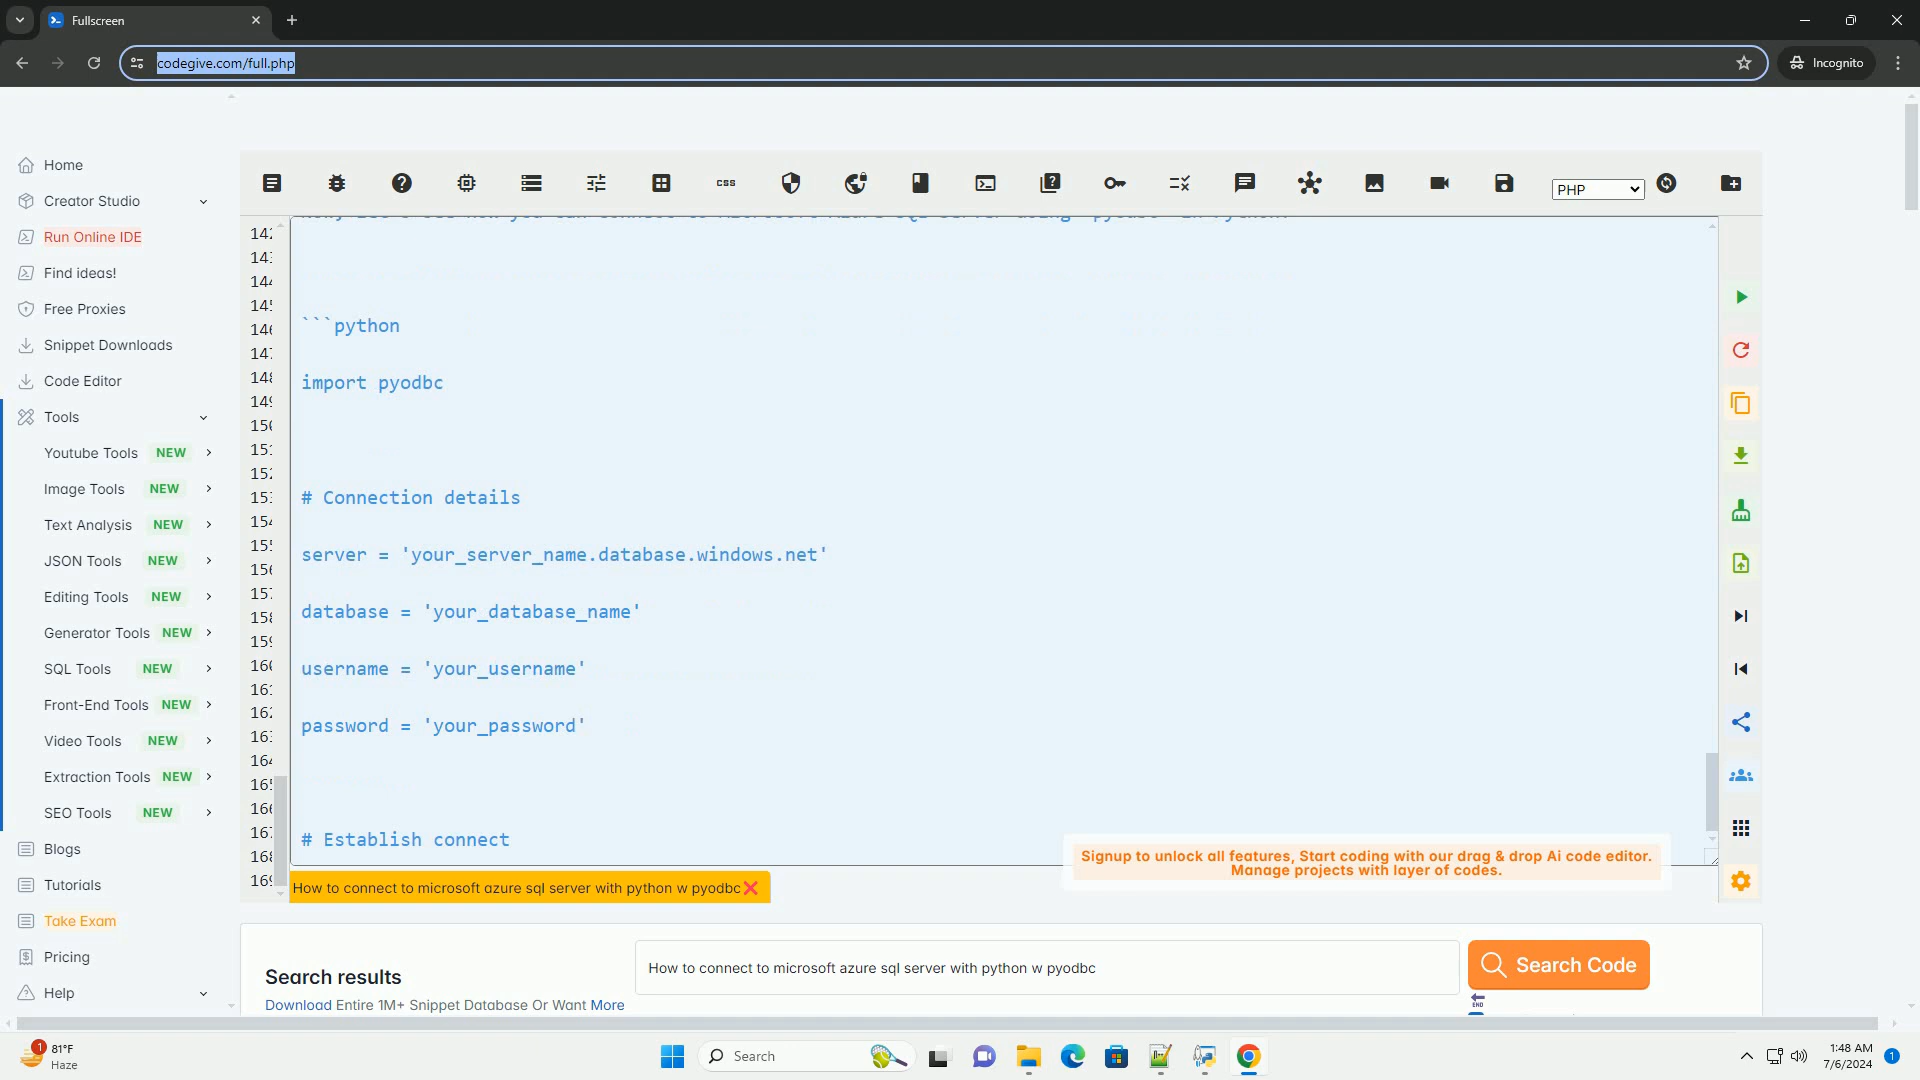 Fullscreen
codegive.com/full.php
Incognito
Home
Creator Studio
Run Online IDE
Find ideas!
Free Proxies
Snippet Downloads
Code Editor
Tools
Youtube Tools NEW
Image Tools NEW
Text Analysis NEW
JSON Tools NEW
Editing Tools NEW
Generator Tools NEW
SQL Tools NEW
Front-End Tools NEW
Video Tools NEW
Extraction Tools NEW
SEO Tools NEW
Blogs
Tutorials
Take Exam
Pricing
Help
css
PHP
```python
import pyodbc
# Connection details
server = 'your_server_name.database.windows.net'
database = 'your_database_name'
username = 'your_username'
password = 'your_password'
# Establish connect
Signup to unlock all features, Start coding with our drag & drop Ai code editor.
Manage projects with layer of codes.
How to connect to microsoft azure sql server with python w pyodbc
Search results
How to connect to microsoft azure sql server with python w pyodbc
Search Code
Download Entire 1M+ Snippet Database Or Want More
END
1
81°F
Haze
Search
1:48 AM
7/6/2024
1